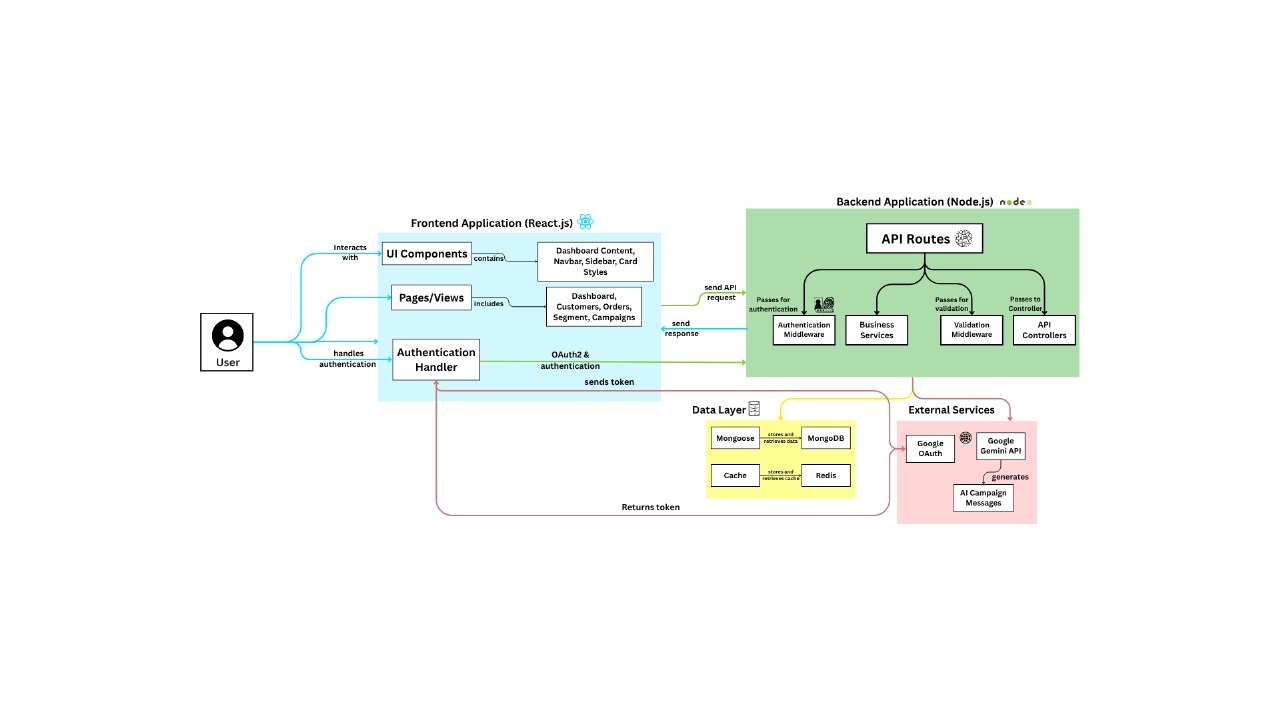 Backend Application (Node.js) node
Frontend Application (React.js)
API Routes
Interacts
with
UI Components
contains
Dashboard Content,
Navbar, Sidebar, Card
Styles
Pages/Views
includes
Dashboard,
Customers, Orders,
Segment, Campaigns
send API
request
send
response
Passes for
authentication
Passes for
validation
Passes to
Controller
Authentication
Middleware
Business
Services
Validation
Middleware
API
Controllers
User
handles
authentication
Authentication
Handler
OAuth2 &
authentication
sends token
Data Layer
External Services
Mongoose
stores and
retrieves data
MongoDB
Cache
stores and
retrieves cache
Redis
Google
OAuth
Google
Gemini API
generates
AI Campaign
Messages
Returns token